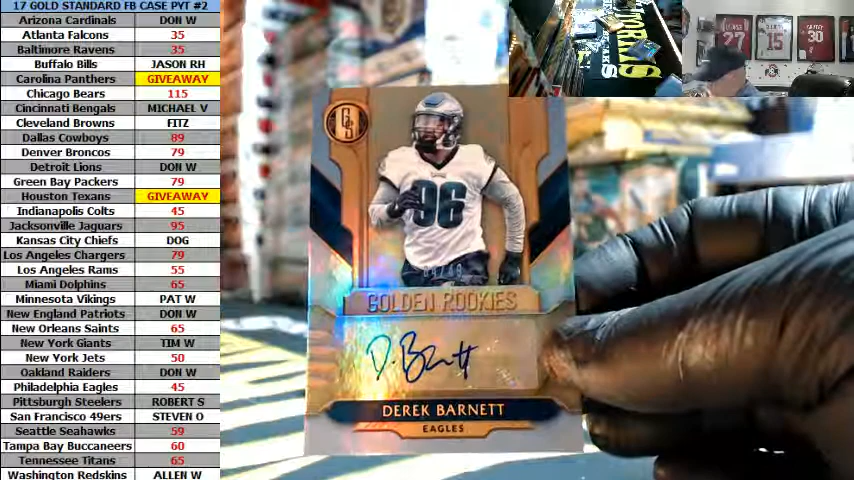 17 GOLD STANDARD FB CASE PYT #2
Arizona Cardinals DON W
Atlanta Falcons 35
Baltimore Ravens 35
Buffalo Bills JASON RH
Carolina Panthers GIVEAWAY
Chicago Bears 115
Cincinnati Bengals MICHAEL V
Cleveland Browns FITZ
Dallas Cowboys 89
Denver Broncos 79
Detroit Lions DON W
Green Bay Packers 79
Houston Texans GIVEAWAY
Indianapolis Colts 45
Jacksonville Jaguars 95
Kansas City Chiefs DOG
Los Angeles Chargers 79
Los Angeles Rams 55
Miami Dolphins 65
Minnesota Vikings PAT W
New England Patriots DON W
New Orleans Saints 65
New York Giants TIM W
New York Jets 50
Oakland Raiders DON W
Philadelphia Eagles 45
Pittsburgh Steelers ROBERT S
San Francisco 49ers STEVEN O
Seattle Seahawks 59
Tampa Bay Buccaneers 60
Tennessee Titans 65
Washington Redskins ALLEN W
GS
96
GOLDEN ROOKIES
D. Barnett
DEREK BARNETT
EAGLES
27
15
30